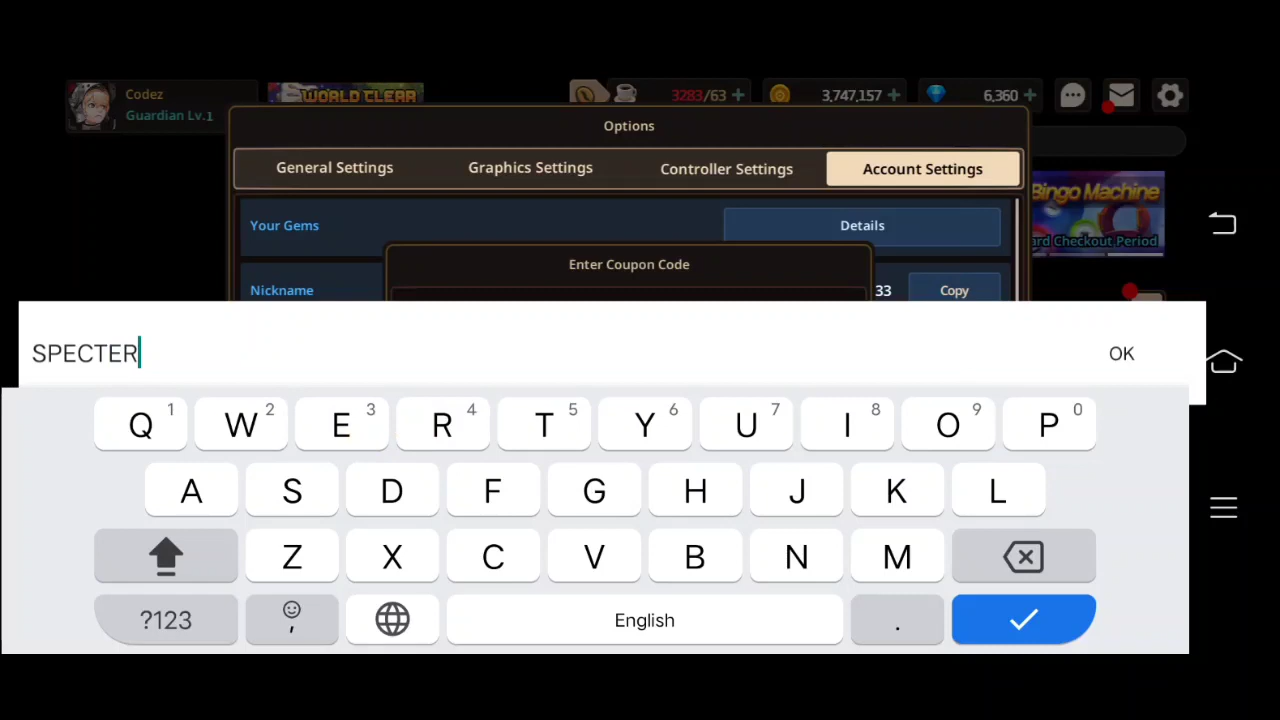 Codez
Guardian Lv.1
WORLD CLEAR
3283/63
3,747,157
6,360
Options
General Settings
Graphics Settings
Controller Settings
Account Settings
Bingo Machine
ard Checkout Period
Your Gems
Details
Enter Coupon Code
Nickname
33
Copy
SPECTER
OK
Q 1 W 2 E 3 R 4 T 5 Y 6 U 7 I 8 O 9 P 0
A S D F G H J K L
Z X C V B N M
?123 , English .